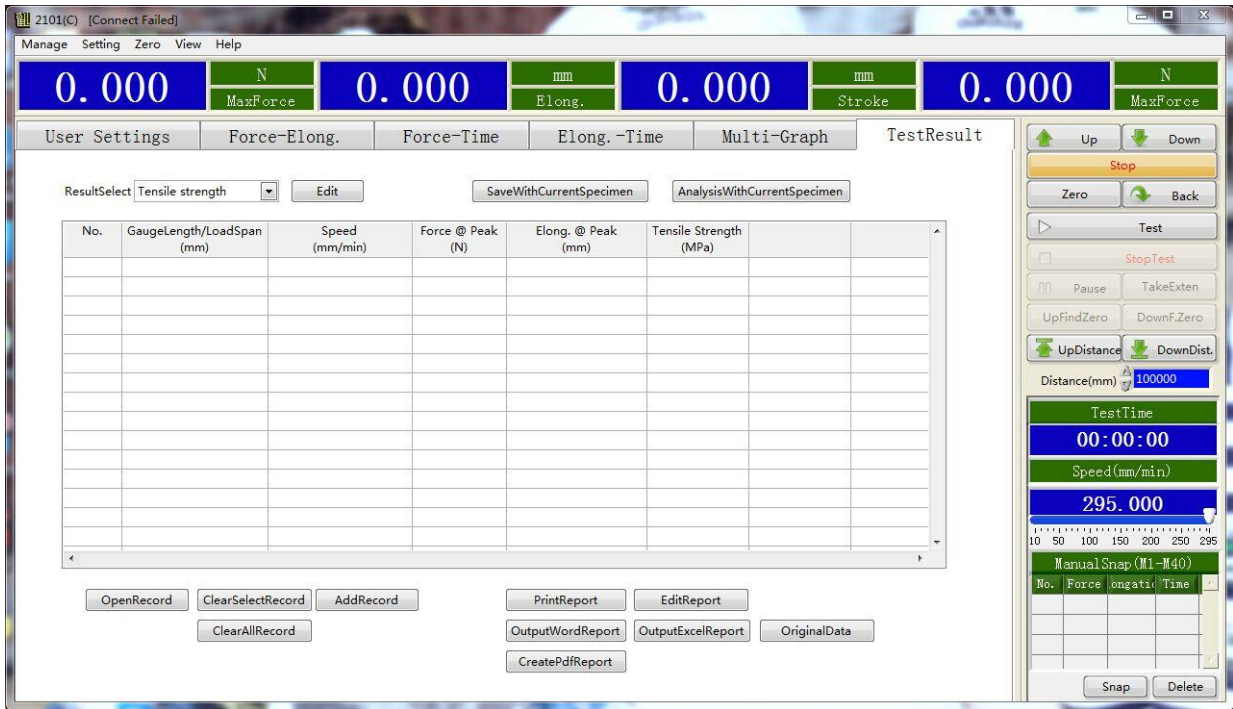 2101(C) [Connect Failed]
Manage Setting Zero View Help
0.000 N MaxForce 0.000 mm Elong. 0.000 mm Stroke 0.000 N MaxForce
User Settings Force-Elong. Force-Time Elong.-Time Multi-Graph TestResult
ResultSelect Tensile strength Edit SaveWithCurrentSpecimen AnalysisWithCurrentSpecimen
No. GaugeLength/LoadSpan Speed Force @ Peak Elong. @ Peak Tensile Strength
(mm) (mm/min) (N) (mm) (MPa)
OpenRecord ClearSelectRecord AddRecord PrintReport EditReport
ClearAllRecord OutputWordReport OutputExcelReport OriginalData
CreatePdfReport
Up Down
Stop
Zero Back
Test
StopTest
Pause TakeExten
UpFindZero DownF.Zero
UpDistance DownDist.
Distance(mm) 100000
TestTime
00:00:00
Speed(mm/min)
295.000
10 50 100 150 200 250 295
ManualSnap(M1-M40)
No. Force ongati Time
Snap Delete